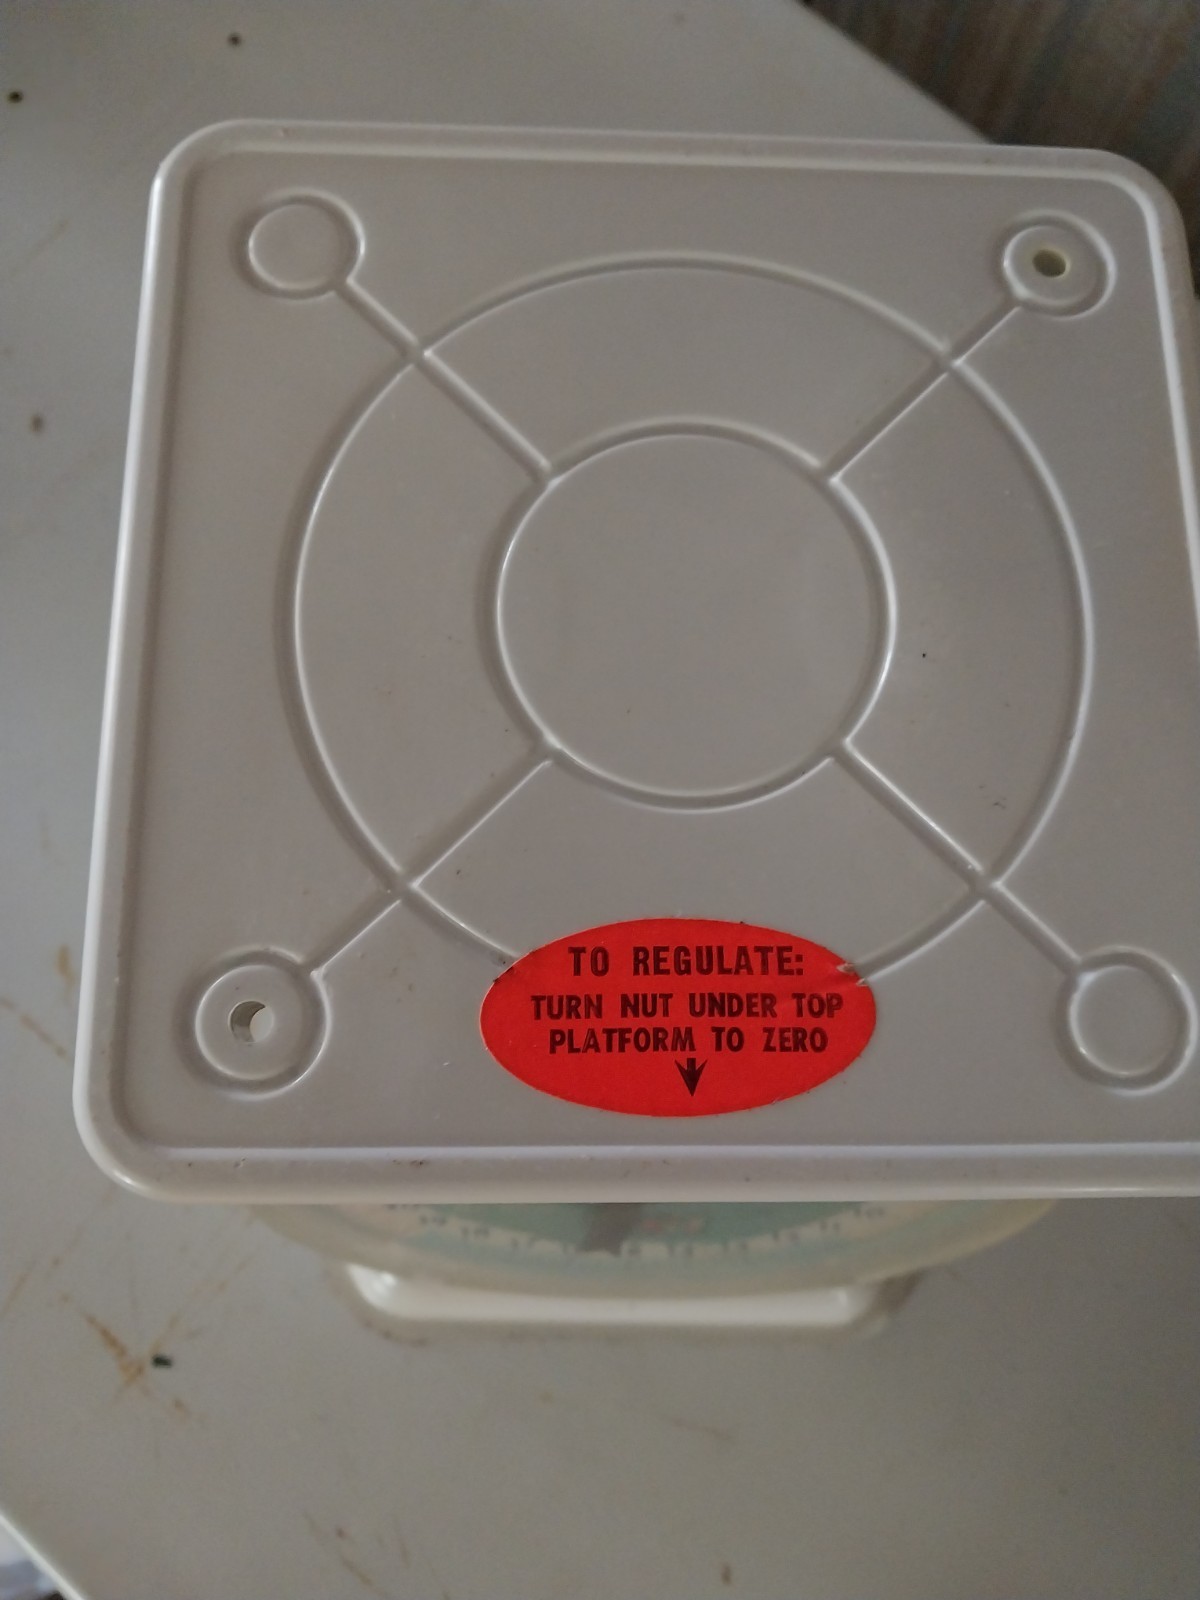 TO REGULATE:
TURN NUT UNDER TOP
PLATFORM TO ZERO